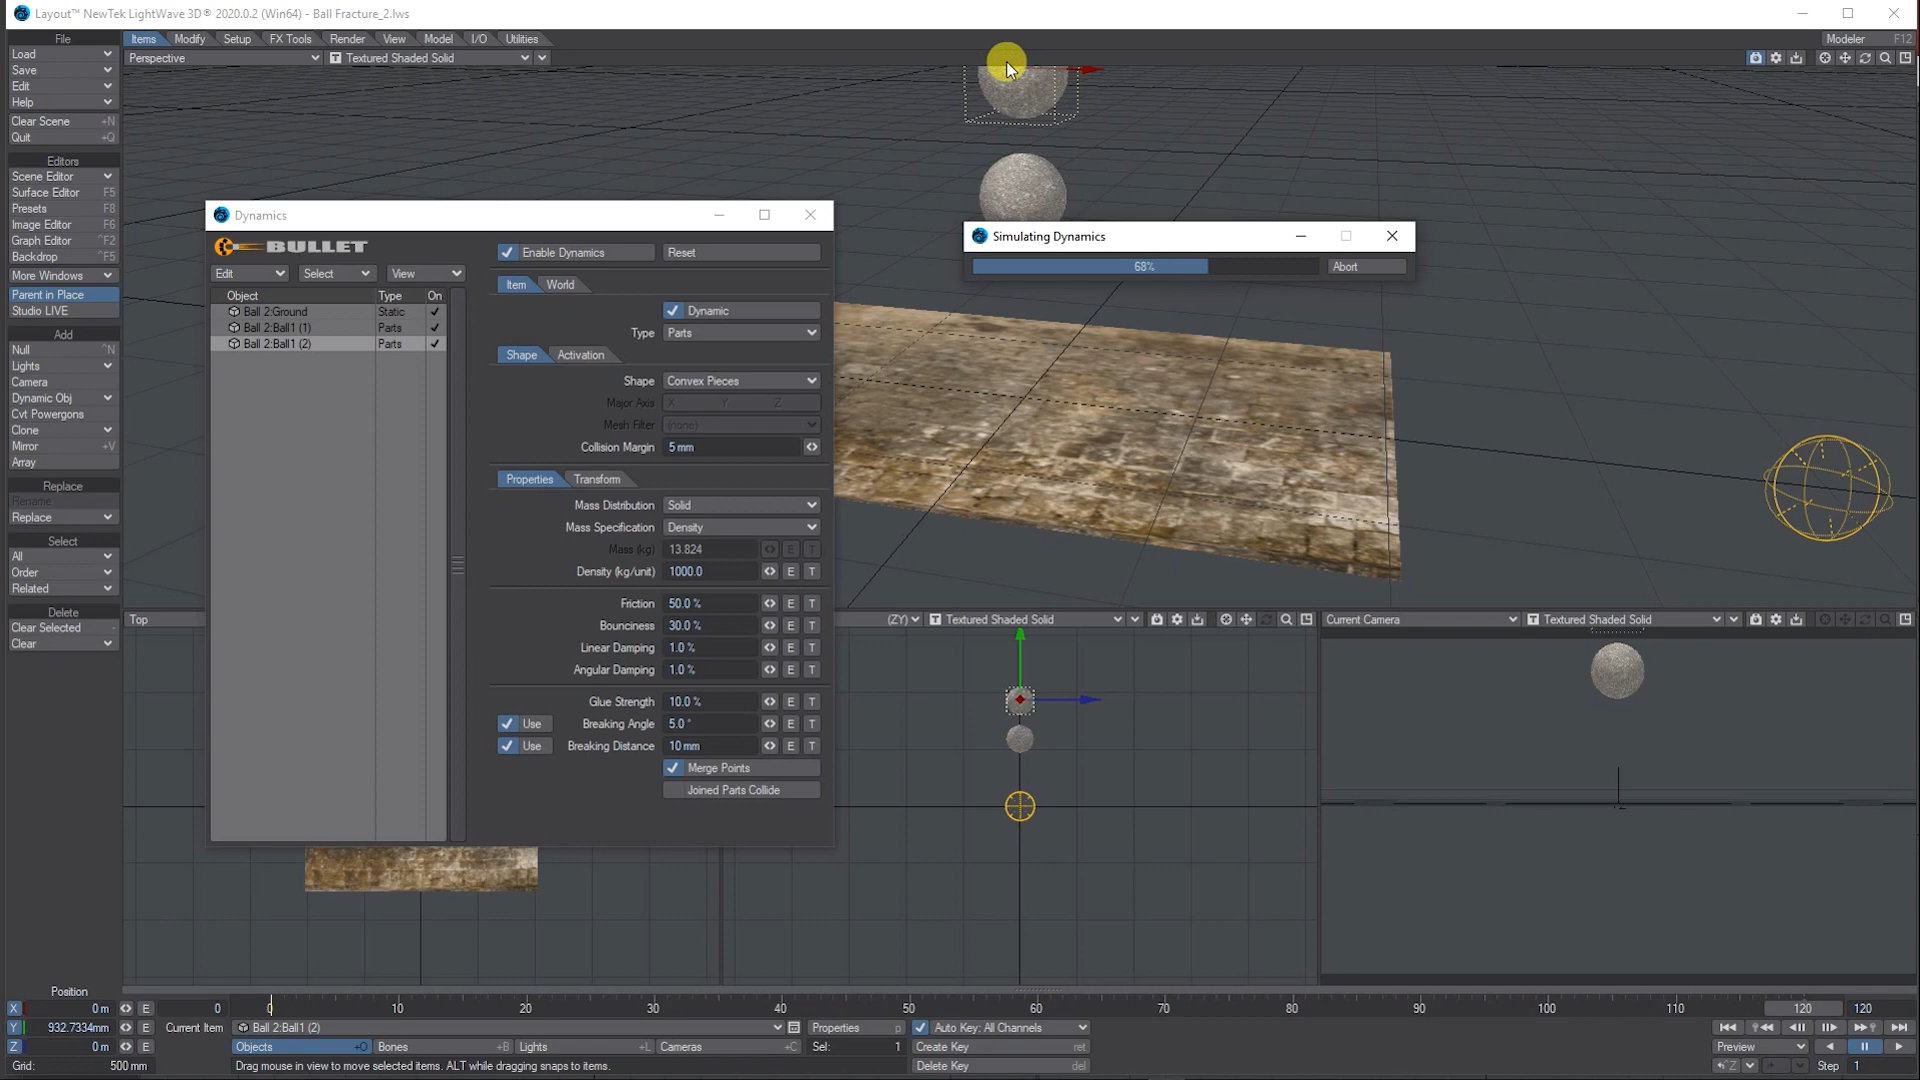 Layout™ NewTek LightWave 3D® 2020.0.2 (Win64) - Ball Fracture_2.lws
File
Items Modify Setup FX Tools Render View Model I/O Utilities
Modeler F12
Load
Save
Edit
Help
Clear Scene +N
Quit +Q
Editors
Scene Editor
Surface Editor F5
Presets F8
Image Editor F6
Graph Editor ^F2
Backdrop ^F5
More Windows
Parent in Place
Studio LIVE
Add
Null ^N
Lights
Camera
Dynamic Obj
Cvt Powergons
Clone
Mirror +V
Array
Replace
Rename
Replace
Select
All
Order
Related
Delete
Clear Selected -
Clear
Perspective
T Textured Shaded Solid
Dynamics
BULLET
Edit Select View
Object Type On
Ball 2:Ground Static
Ball 2:Ball1 (1) Parts
Ball 2:Ball1 (2) Parts
Enable Dynamics Reset
Item World
Dynamic
Type Parts
Shape Activation
Shape Convex Pieces
Major Axis X Y Z
Mesh Filter (none)
Collision Margin 5 mm
Properties Transform
Mass Distribution Solid
Mass Specification Density
Mass (kg) 13.824 E T
Density (kg/unit) 1000.0 E T
Friction 50.0 % E T
Bounciness 30.0 % E T
Linear Damping 1.0 % E T
Angular Damping 1.0 % E T
Glue Strength 10.0 % E T
Use Breaking Angle 5.0 ° E T
Use Breaking Distance 10 mm E T
Merge Points
Joined Parts Collide
Simulating Dynamics
68% Abort
Top
(ZY) T Textured Shaded Solid
Current Camera T Textured Shaded Solid
Position
X 0 m E
Y 932.7334mm E
Z 0 m E
Grid: 500 mm
0 0 10 20 30 40 50 60 70 80 90 100 110 120 120
Current Item Ball 2:Ball1 (2) Properties p Auto Key: All Channels
Objects +O Bones +B Lights +L Cameras +C Sel: 1 Create Key ret
Drag mouse in view to move selected items. ALT while dragging snaps to items.
Delete Key del
Preview
^Z Step 1